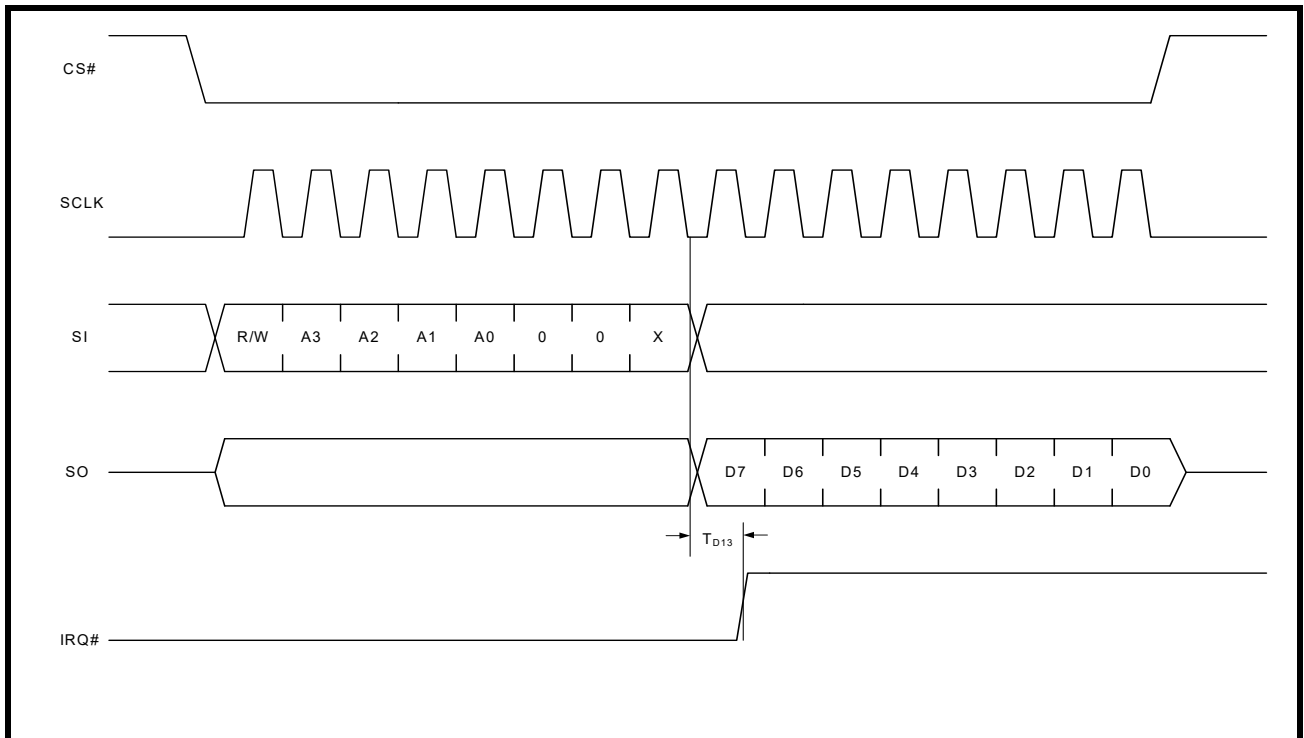 CS#
SCLK
SI R/W A3 A2 A1 A0 0 0 X
SO D7 D6 D5 D4 D3 D2 D1 D0
TD13
IRQ#